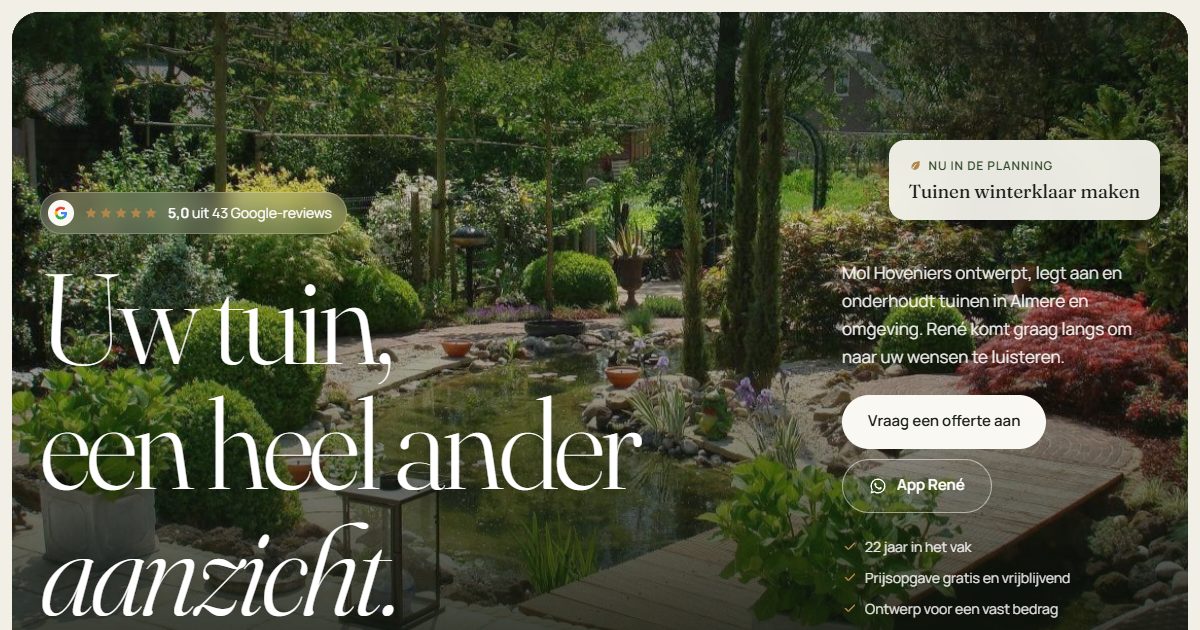 NU IN DE PLANNING
Tuinen winterklaar maken
5,0 uit 43 Google-reviews
Uw tuin,
een heel ander
aanzicht.
Mol Hoveniers ontwerpt, legt aan en
onderhoudt tuinen in Almere en
omgeving. René komt graag langs om
naar uw wensen te luisteren.
Vraag een offerte aan
App René
22 jaar in het vak
Prijsopgave gratis en vrijblijvend
Ontwerp voor een vast bedrag